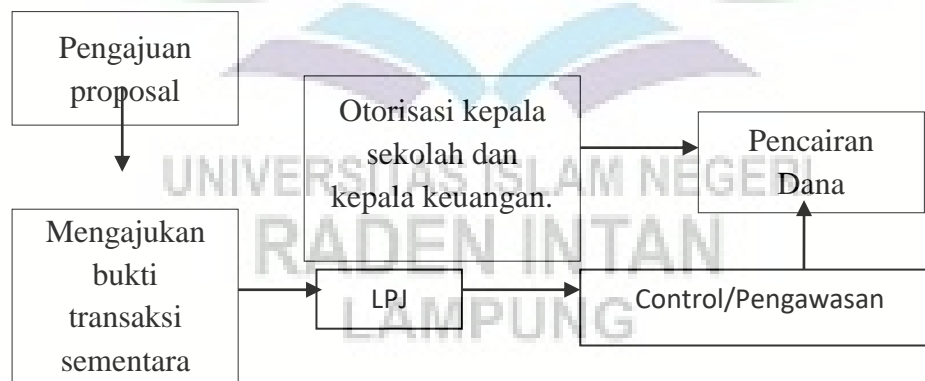 Pengajuan
proposal
Otorisasi kepala
sekolah dan
kepala keuangan.
Pencairan
Dana
UNIVERSITAS ISLAM NEGERI
RADEN INTAN
LAMPUNG
Mengajukan
bukti
transaksi
sementara
LPJ
Control/Pengawasan